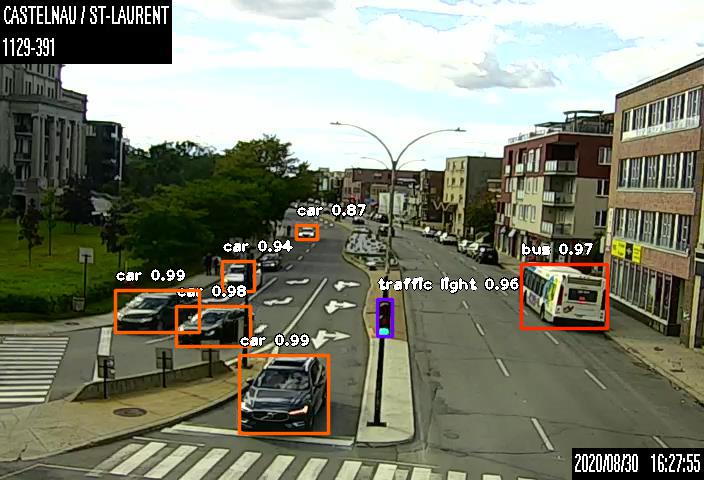 CASTELNAU / ST-LAURENT
1129-391
car 0.87
car 0.94
bus 0.97
car 0.99
traffic light 0.96
car 0.98
car 0.99
2020/08/30 16:27:55